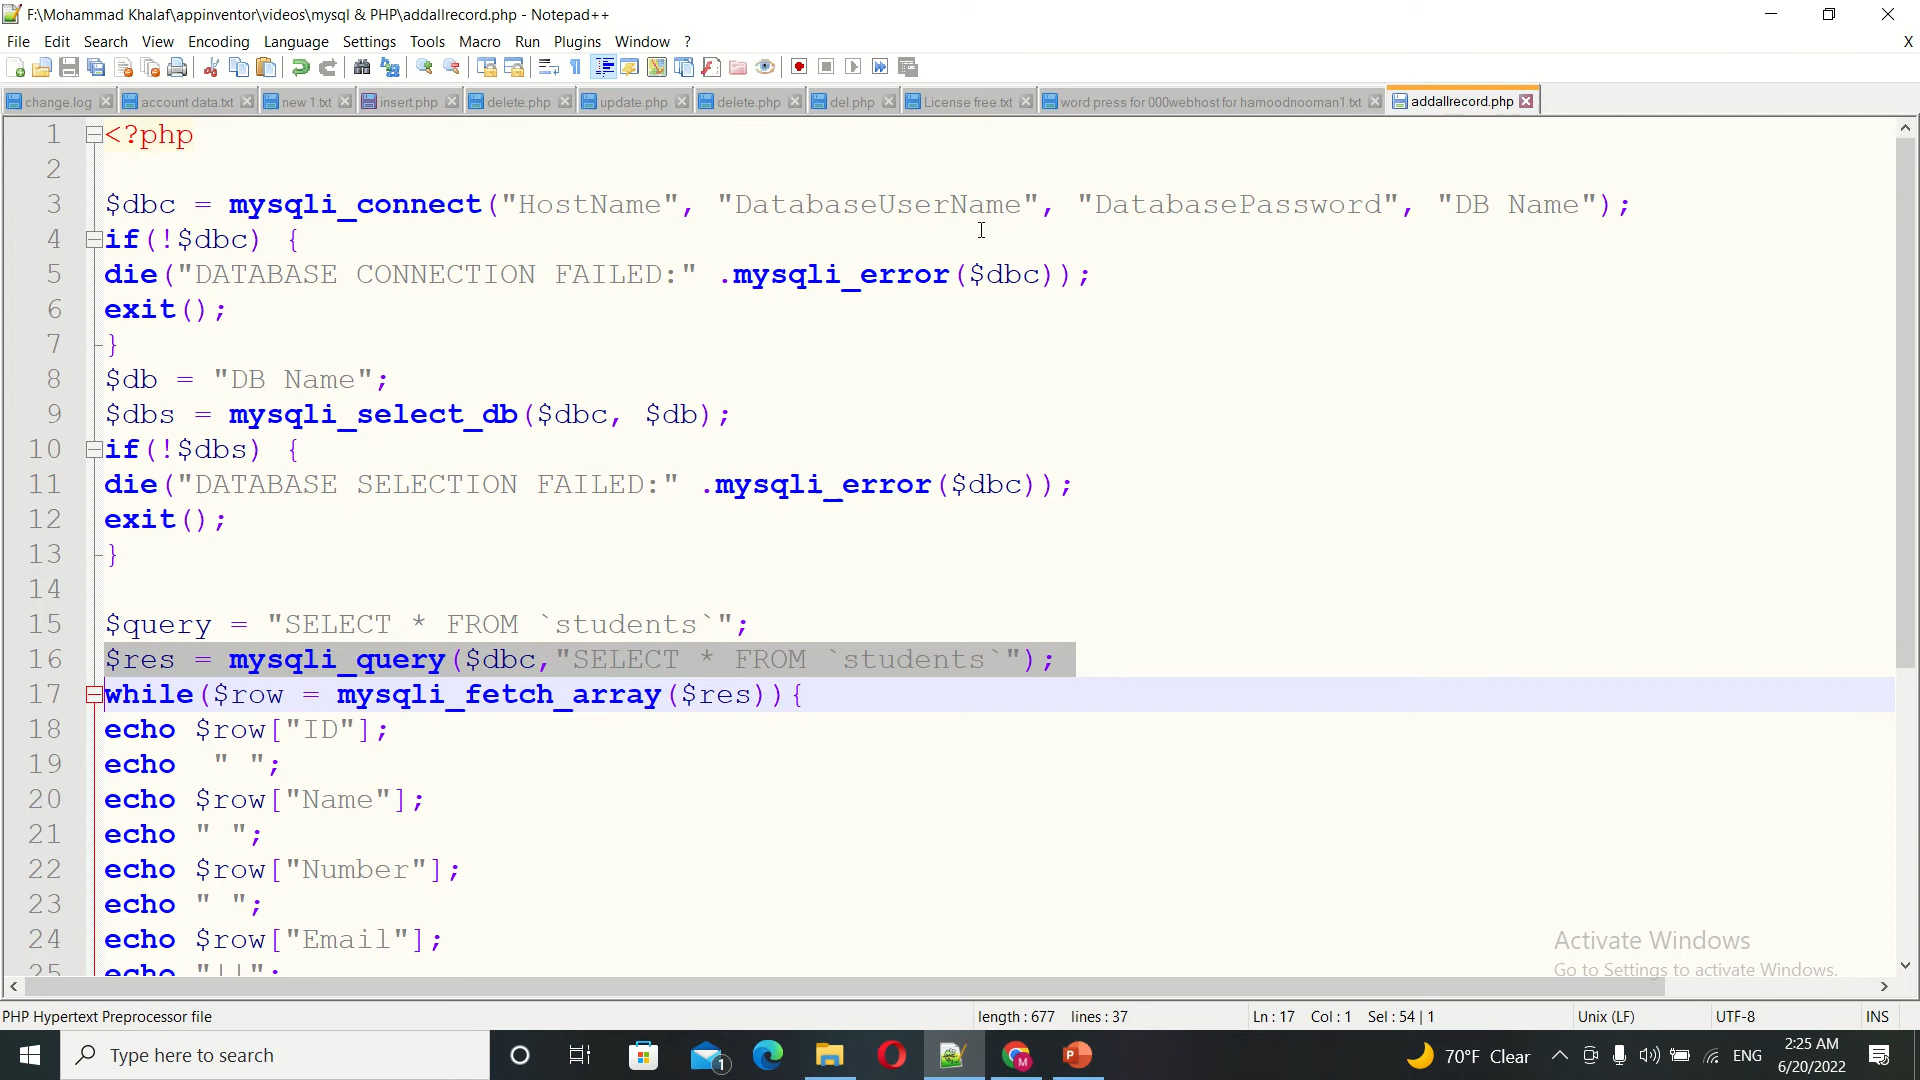 F:\Mohammad Khalaf\appinventor\videos\mysql & PHP\addallrecord.php - Notepad++
File Edit Search View Encoding Language Settings Tools Macro Run Plugins Window ? X
change.log account data.txt new 1.txt insert.php delete.php update.php delete.php del.php License free.txt word press for 000webhost for hamoodnooman1.txt addallrecord.php
1 <?php
2
3 $dbc = mysqli_connect("HostName", "DatabaseUserName", "DatabasePassword", "DB Name");
4 if(!$dbc) {
5 die("DATABASE CONNECTION FAILED:" .mysqli_error($dbc));
6 exit();
7 }
8 $db = "DB Name";
9 $dbs = mysqli_select_db($dbc, $db);
10 if(!$dbs) {
11 die("DATABASE SELECTION FAILED:" .mysqli_error($dbc));
12 exit();
13 }
14
15 $query = "SELECT * FROM `students`";
16 $res = mysqli_query($dbc,"SELECT * FROM `students`");
17 while($row = mysqli_fetch_array($res)){
18 echo $row["ID"];
19 echo  " ";
20 echo $row["Name"];
21 echo " ";
22 echo $row["Number"];
23 echo " ";
24 echo $row["Email"];
25 echo "||";
Activate Windows
Go to Settings to activate Windows.
PHP Hypertext Preprocessor file length : 677 lines : 37 Ln : 17 Col : 1 Sel : 54 | 1 Unix (LF) UTF-8 INS
Type here to search 1 70°F Clear ENG 2:25 AM
6/20/2022